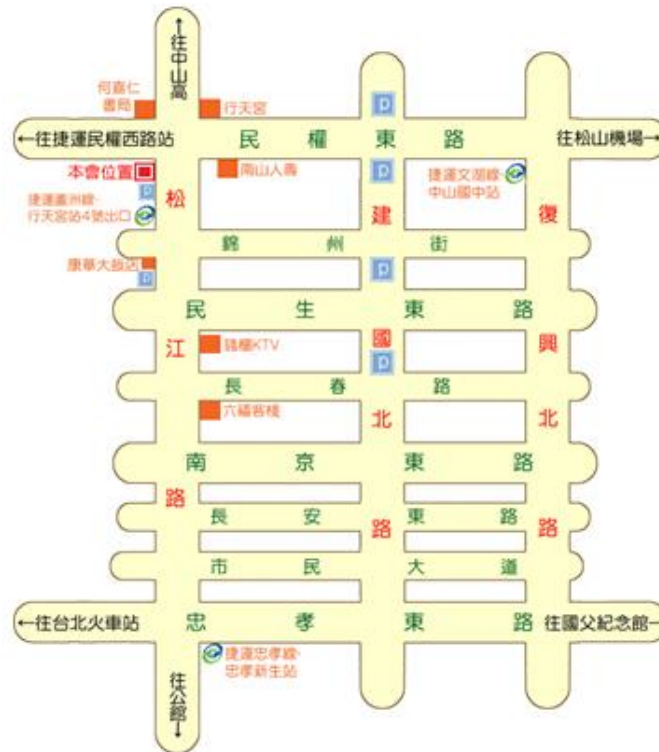 ←往中山高
何嘉仁
書局
行天宮
←往捷運民權西路站
民權東路
往松山機場→
本會位置
南山人壽
捷運文湖線-
中山國中站
捷運蘆洲線-
行天宮站4號出口
松江路
建國北路
復興北路
錦州街
康華大飯店
民生東路
錢櫃KTV
長春路
六福客棧
南京東路
長安東路
市民大道
←往台北火車站
忠孝東路
往國父紀念館→
捷運忠孝線-
忠孝新生站
往公館→
P
P
P
P
P
P